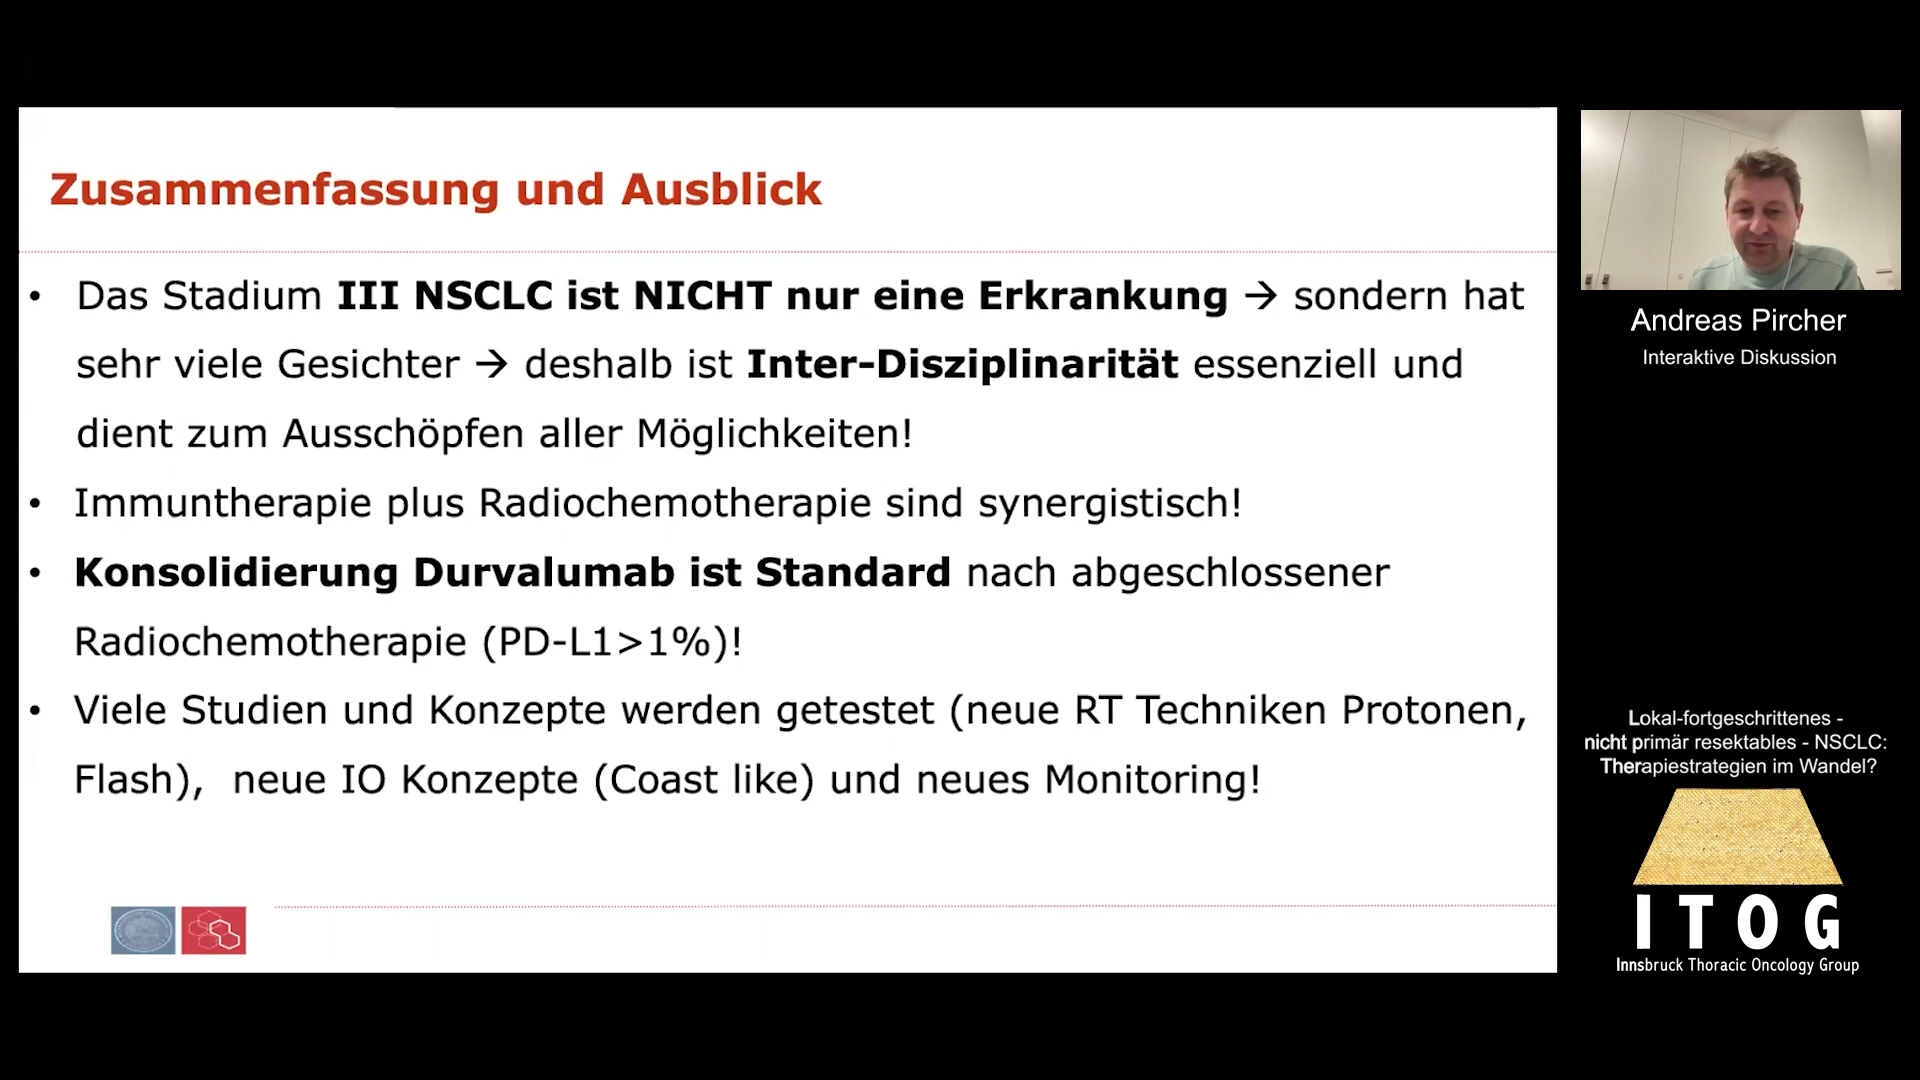 Zusammenfassung und Ausblick
• Das Stadium III NSCLC ist NICHT nur eine Erkrankung → sondern hat
sehr viele Gesichter → deshalb ist Inter-Disziplinarität essenziell und
dient zum Ausschöpfen aller Möglichkeiten!
• Immuntherapie plus Radiochemotherapie sind synergistisch!
• Konsolidierung Durvalumab ist Standard nach abgeschlossener
Radiochemotherapie (PD-L1>1%)!
• Viele Studien und Konzepte werden getestet (neue RT Techniken Protonen,
Flash), neue IO Konzepte (Coast like) und neues Monitoring!
Andreas Pircher
Interaktive Diskussion
Lokal-fortgeschrittenes -
nicht primär resektables - NSCLC:
Therapiestrategien im Wandel?
ITOG
Innsbruck Thoracic Oncology Group